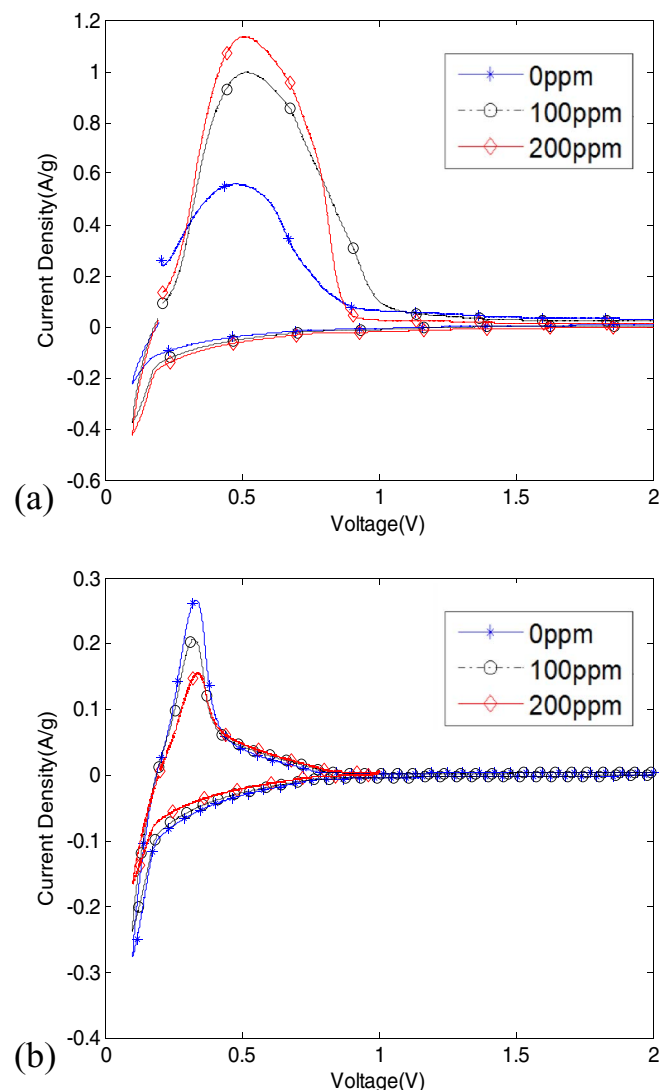 1.2
1
0.8
0.6
0.4
0.2
0
-0.2
-0.4
-0.6
Current Density(A/g)
0ppm
100ppm
200ppm
0 0.5 1 1.5 2
Voltage(V)
(a)
0.3
0.2
0.1
0
-0.1
-0.2
-0.3
-0.4
Current Density(A/g)
0ppm
100ppm
200ppm
0 0.5 1 1.5 2
Voltage(V)
(b)